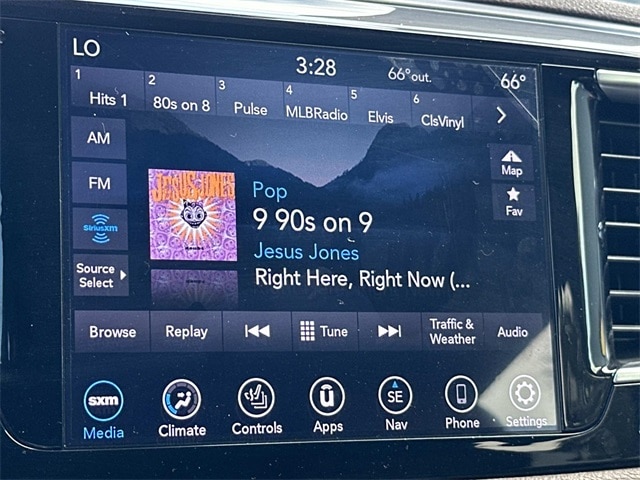 LO
3:28
66°out.
66°
1 Hits 1
2 80s on 8
3 Pulse
4 MLBRadio
5 Elvis
6 ClsVinyl
AM
FM
SiriusXM
Source Select
Map
Fav
JESUS JONES
Pop
9 90s on 9
Jesus Jones
Right Here, Right Now (...
Browse
Replay
Tune
Traffic & Weather
Audio
sxm
Media
Climate
Controls
u
Apps
SE
Nav
Phone
Settings